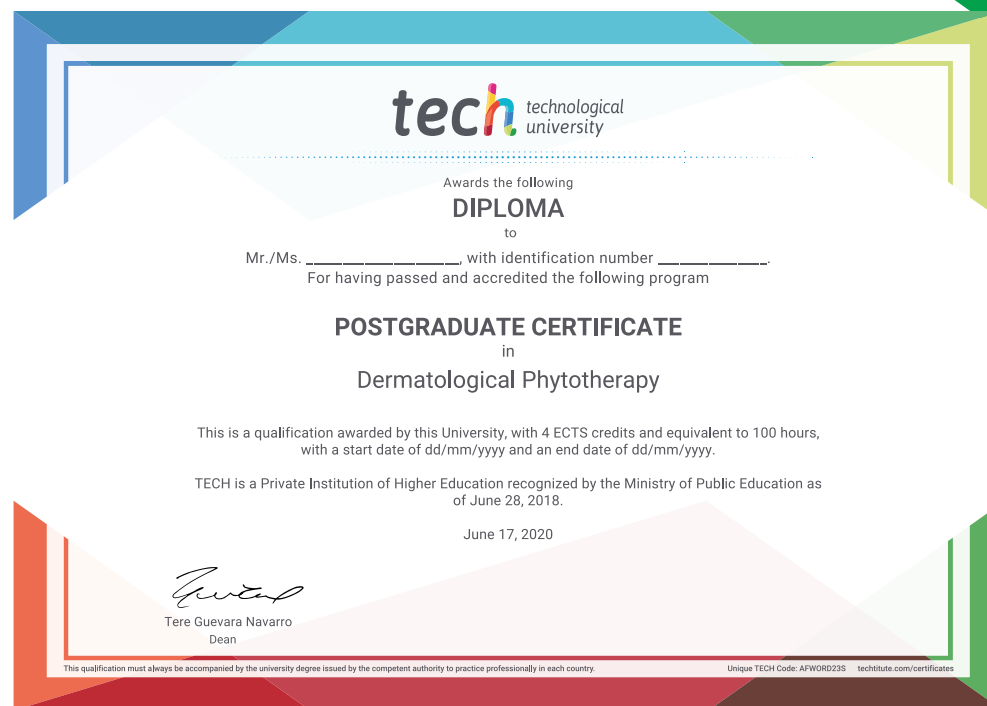 tech technological
university
Awards the following
DIPLOMA
to
Mr./Ms. ____________________, with identification number ______________.
For having passed and accredited the following program
POSTGRADUATE CERTIFICATE
in
Dermatological Phytotherapy
This is a qualification awarded by this University, with 4 ECTS credits and equivalent to 100 hours,
with a start date of dd/mm/yyyy and an end date of dd/mm/yyyy.
TECH is a Private Institution of Higher Education recognized by the Ministry of Public Education as
of June 28, 2018.
June 17, 2020
Tere Guevara Navarro
Dean
This qualification must always be accompanied by the university degree issued by the competent authority to practice professionally in each country. Unique TECH Code: AFWORD23S techtitute.com/certificates